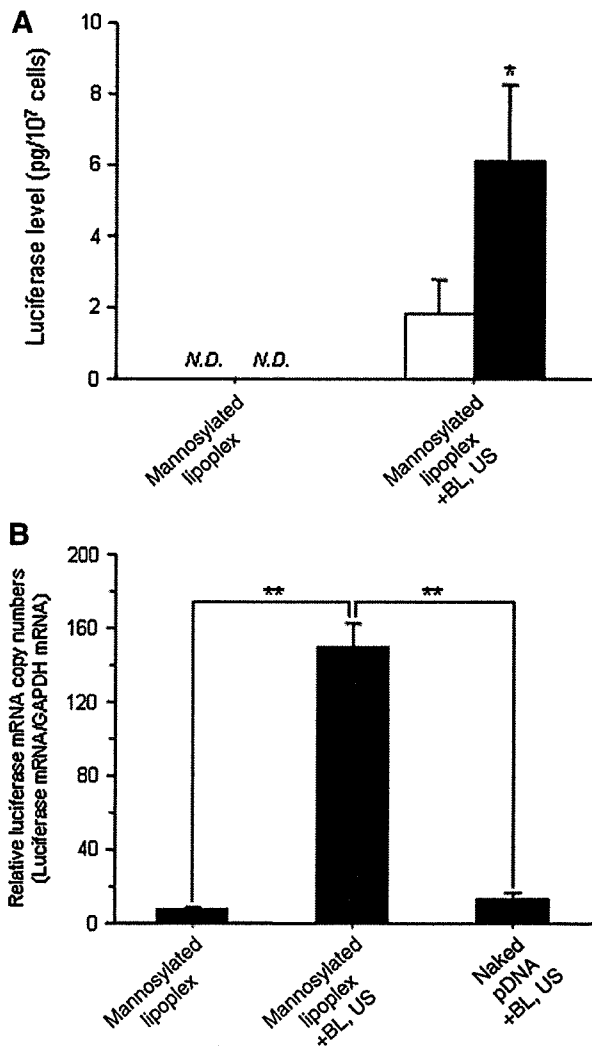 A
Luciferase level (pg/10⁷ cells)
10
8
6
4
2
0
*
N.D. N.D.
Mannosylated
lipoplex
Mannosylated
lipoplex
+BL, US
B
Relative luciferase mRNA copy numbers
(Luciferase mRNA/GAPDH mRNA)
200
160
120
80
40
0
** **
Mannosylated
lipoplex
Mannosylated
lipoplex
+BL, US
Naked
pDNA
+BL, US